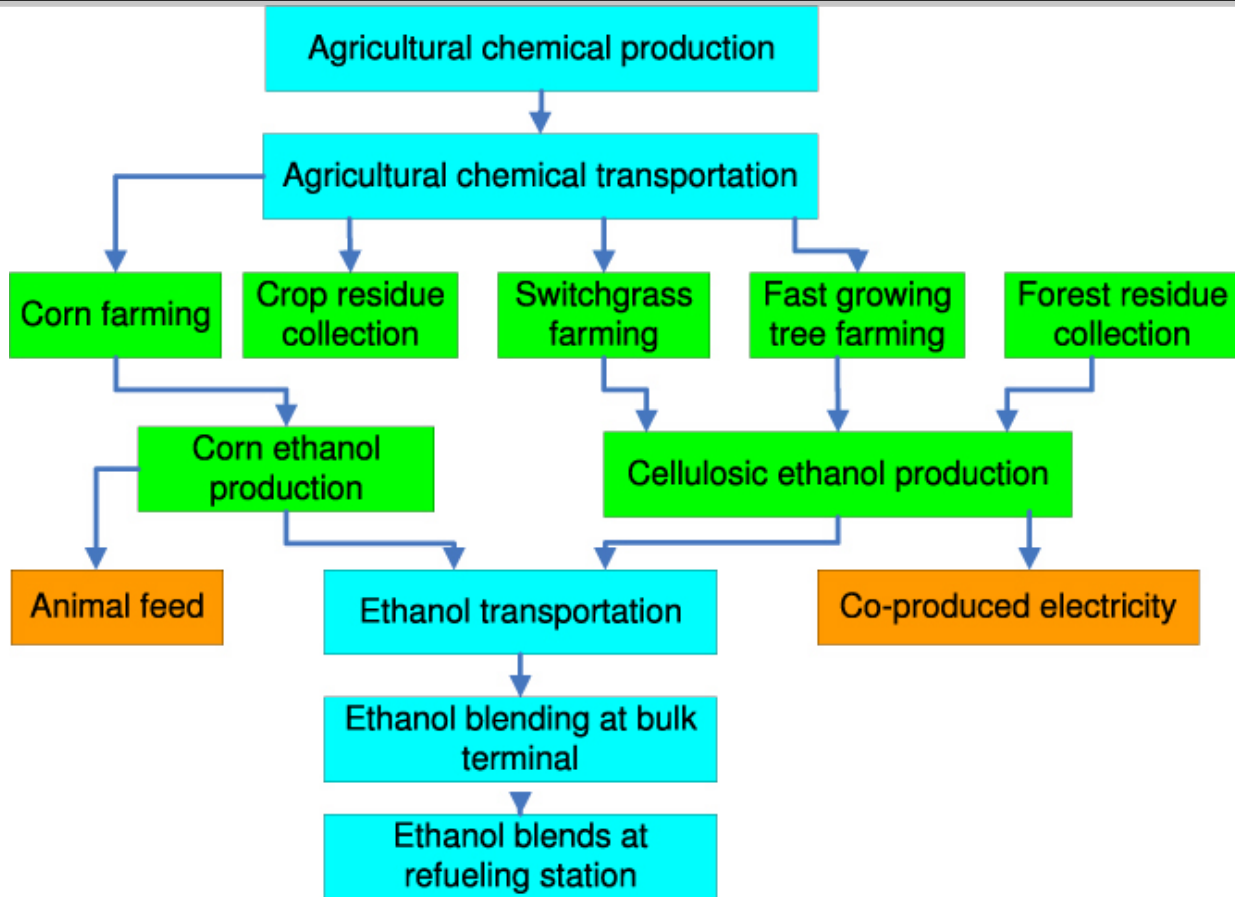 Agricultural chemical production
Agricultural chemical transportation
Corn farming
Crop residue
collection
Switchgrass
farming
Fast growing
tree farming
Forest residue
collection
Corn ethanol
production
Cellulosic ethanol production
Animal feed
Ethanol transportation
Co-produced electricity
Ethanol blending at bulk
terminal
Ethanol blends at
refueling station